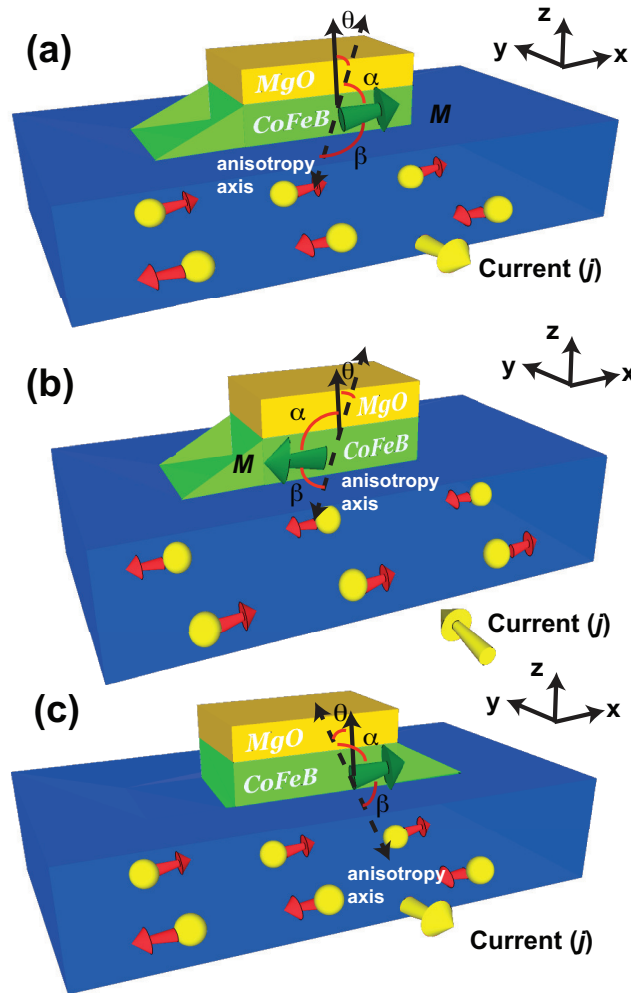 (a)
θ
z
y
x
MgO
α
CoFeB
M
β
anisotropy
axis
Current (j)
(b)
θ
z
y
x
α
MgO
M
CoFeB
β
anisotropy
axis
Current (j)
(c)
θ
z
y
x
MgO
α
CoFeB
β
anisotropy
axis
Current (j)